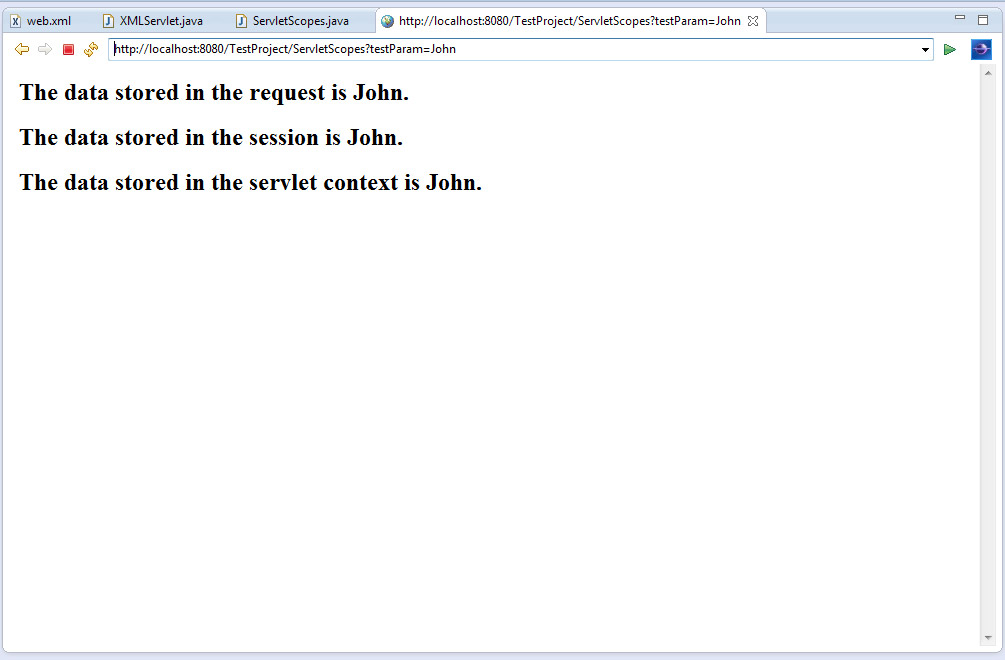 web.xml XMLServlet.java ServletScopes.java http://localhost:8080/TestProject/ServletScopes?testParam=John
http://localhost:8080/TestProject/ServletScopes?testParam=John
The data stored in the request is John.
The data stored in the session is John.
The data stored in the servlet context is John.